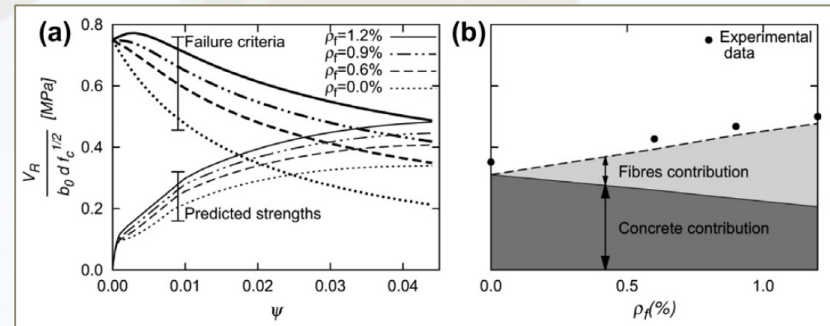 (a)
Failure criteria
ρf=1.2%
ρf=0.9%
ρf=0.6%
ρf=0.0%
Predicted strengths
0.8
0.6
0.4
0.2
0.0
VR
b0 d fc1/2
[MPa]
0.00 0.01 0.02 0.03 0.04
ψ
(b)
Experimental
data
Fibres contribution
Concrete contribution
0.0 0.5 1.0
ρf(%)